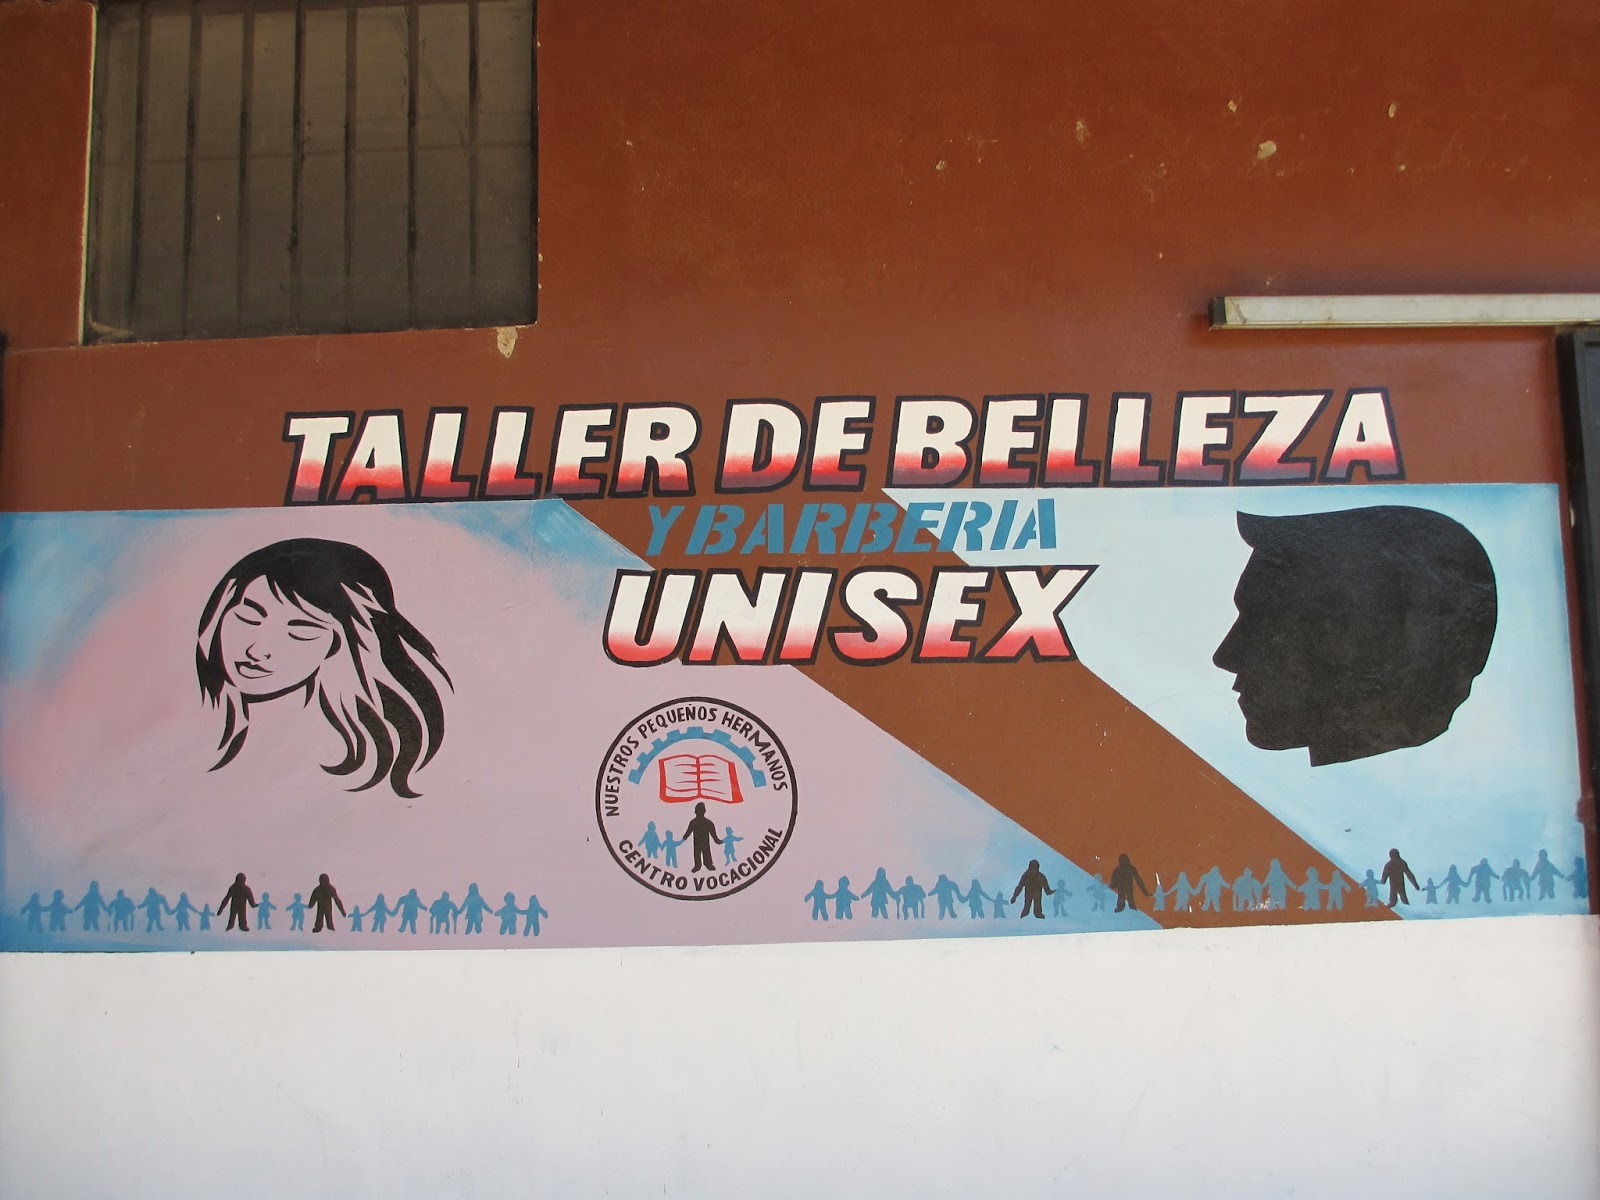 TALLER DE BELLEZA
Y BARBERIA
UNISEX
NUESTROS PEQUEÑOS HERMANOS
CENTRO VOCACIONAL